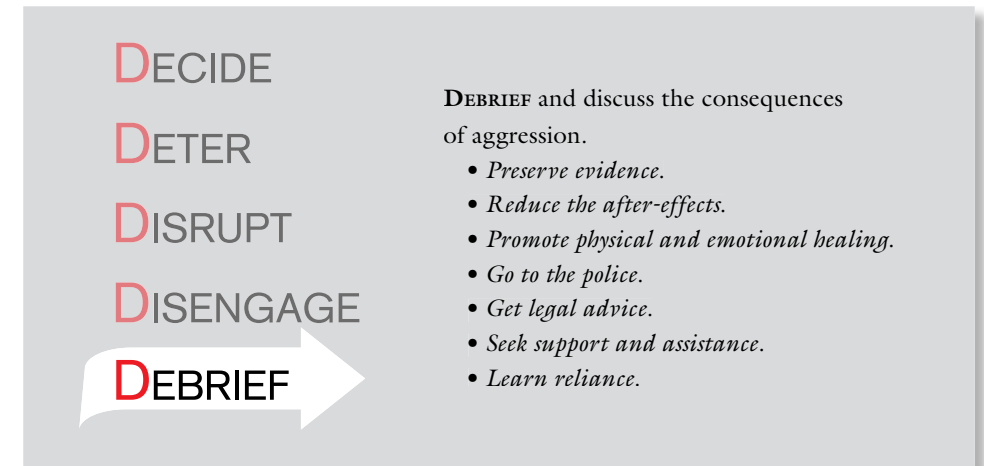 DECIDE
DETER
DISRUPT
DISENGAGE
DEBRIEF
DEBRIEF and discuss the consequences
of aggression.
• Preserve evidence.
• Reduce the after-effects.
• Promote physical and emotional healing.
• Go to the police.
• Get legal advice.
• Seek support and assistance.
• Learn reliance.